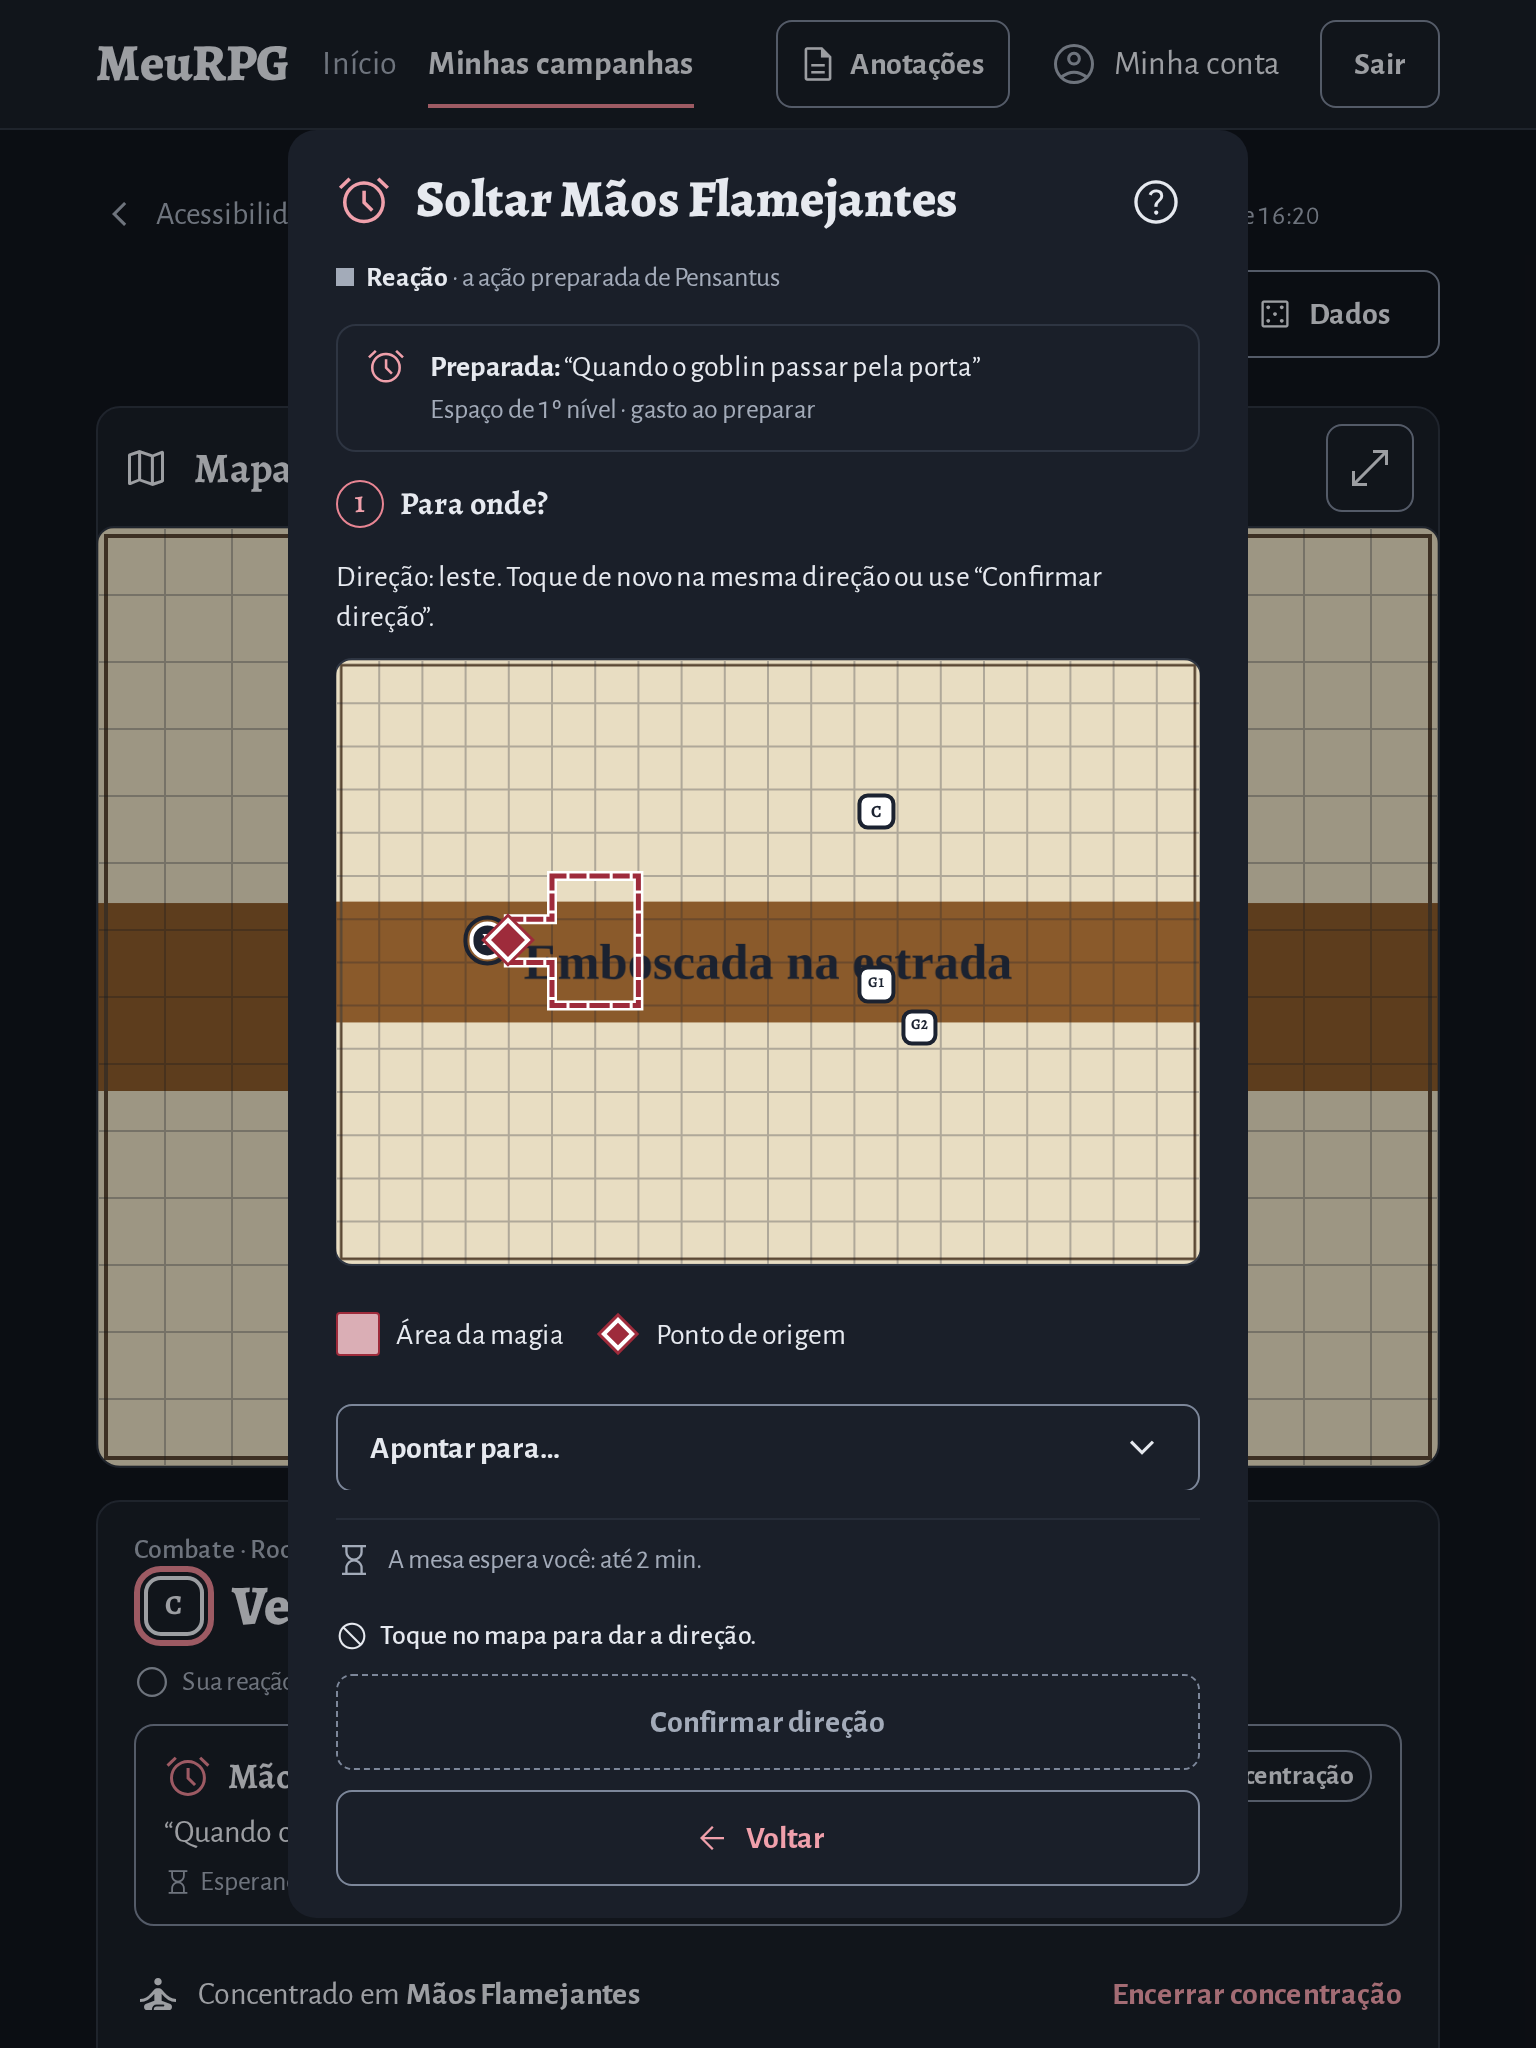 MeuRPG Início Minhas campanhas Anotações Minha conta Sair
Acessibilid
e 16:20
Dados
Mapa
Soltar Mãos Flamejantes
Reação · a ação preparada de Pensantus
Preparada: “Quando o goblin passar pela porta”
Espaço de 1º nível · gasto ao preparar
1 Para onde?
Direção: leste. Toque de novo na mesma direção ou use “Confirmar
direção”.
C
Emboscada na estrada
G1
G2
Área da magia Ponto de origem
Apontar para...
A mesa espera você: até 2 min.
Toque no mapa para dar a direção.
Confirmar direção
Voltar
Combate · Rod
C Ve
Sua reaçã
Mão
centração
“Quando o
Esperan
Concentrado em Mãos Flamejantes
Encerrar concentração